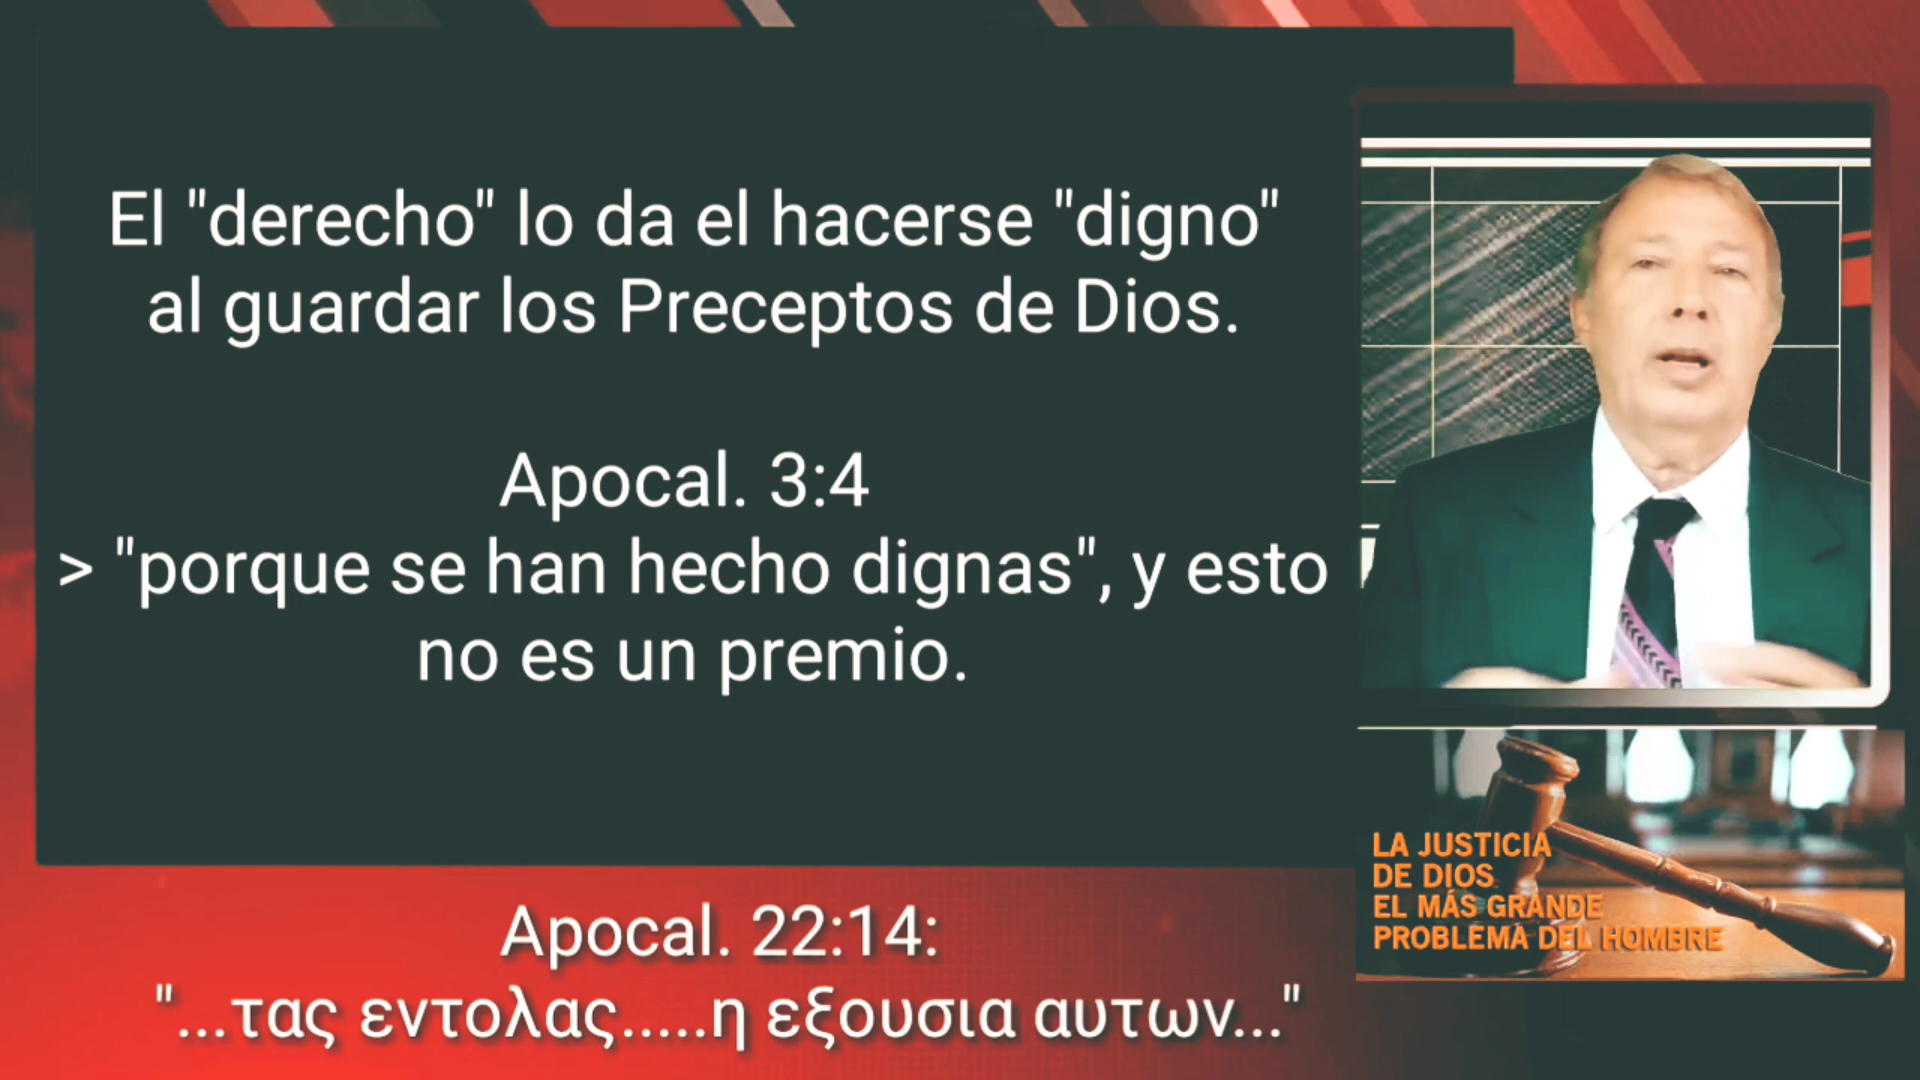 El "derecho" lo da el hacerse "digno"
al guardar los Preceptos de Dios.
Apocal. 3:4
> "porque se han hecho dignas", y esto
no es un premio.
Apocal. 22:14:
"...τας εντολας.....η εξουσια αυτων..."
LA JUSTICIA
DE DIOS
EL MÁS GRANDE
PROBLEMA DEL HOMBRE